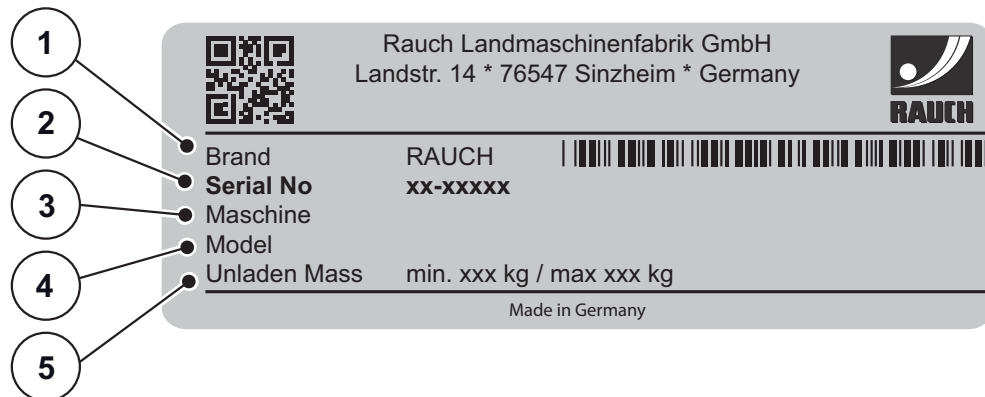 1
2
3
4
5
Rauch Landmaschinenfabrik GmbH
Landstr. 14 * 76547 Sinzheim * Germany
RAUCH
Brand RAUCH
Serial No xx-xxxxx
Maschine
Model
Unladen Mass min. xxx kg / max xxx kg
Made in Germany